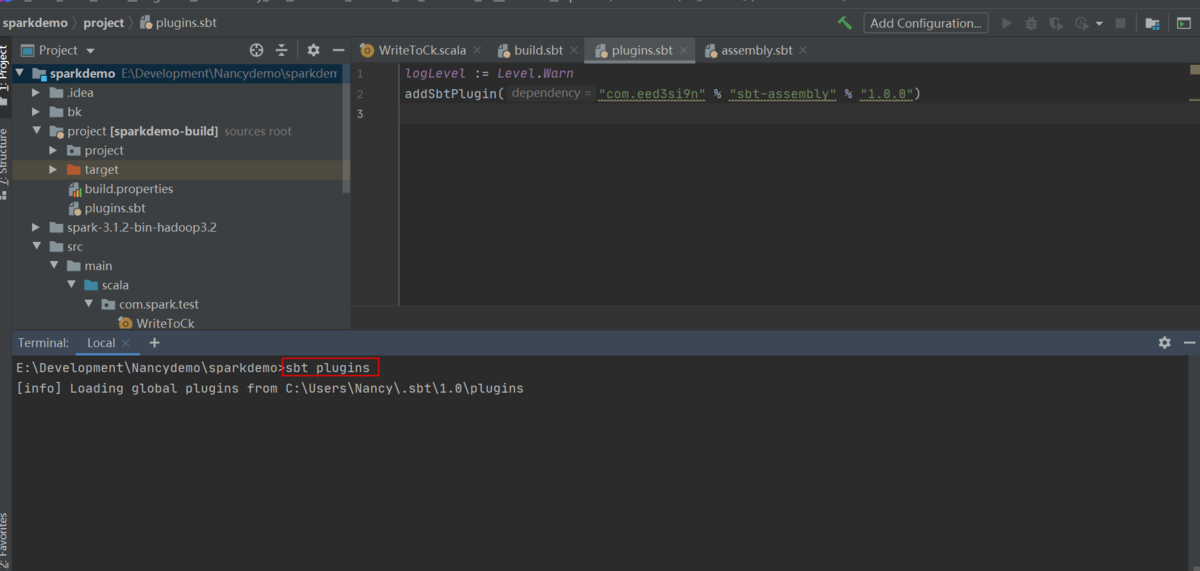 sparkdemo 〉 project 〉 plugins.sbt
Add Configuration...
1: Project
Project
WriteToCk.scala
build.sbt
plugins.sbt
assembly.sbt
sparkdemo E:\Development\Nancydemo\sparkdem
.idea
bk
project [sparkdemo-build] sources root
project
target
build.properties
plugins.sbt
spark-3.1.2-bin-hadoop3.2
src
main
scala
com.spark.test
WriteToCk
1 logLevel := Level.Warn
2 addSbtPlugin( dependency = "com.eed3si9n" % "sbt-assembly" % "1.0.0")
3
7: Structure
Terminal: Local +
E:\Development\Nancydemo\sparkdemo>sbt plugins
[info] Loading global plugins from C:\Users\Nancy\.sbt\1.0\plugins
2: Favorites